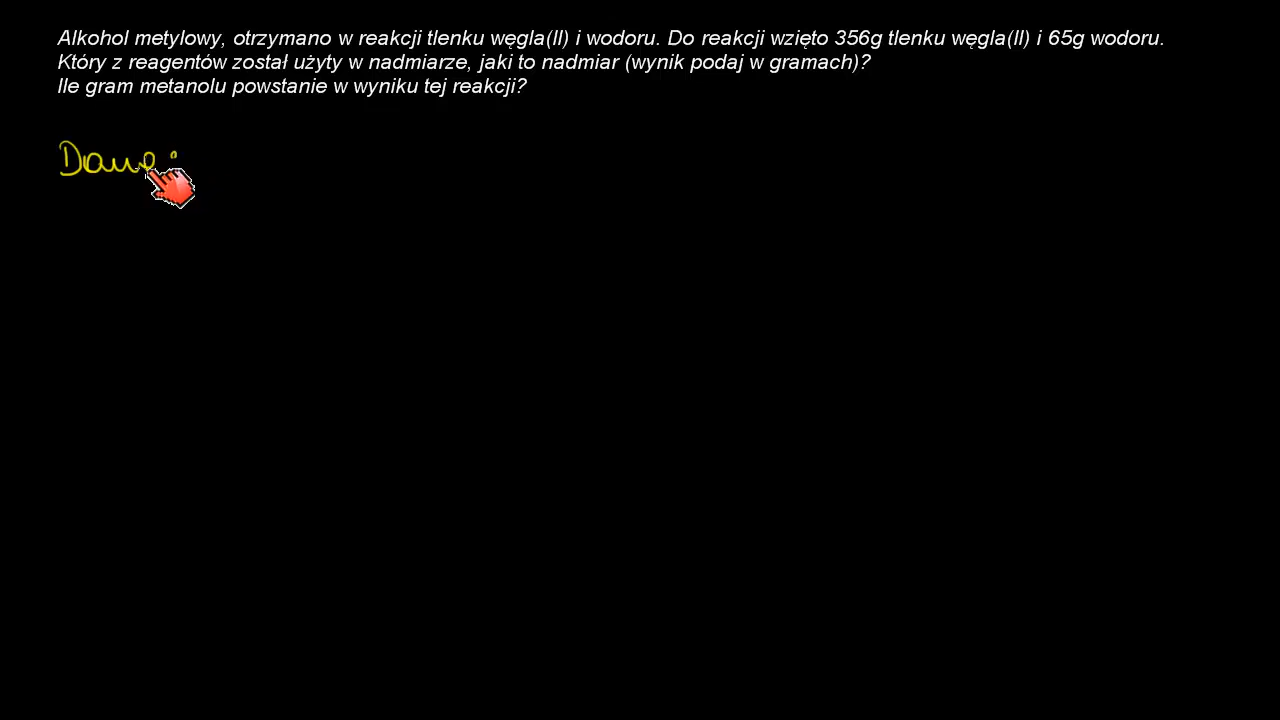 Alkohol metylowy, otrzymano w reakcji tlenku węgla(II) i wodoru. Do reakcji wzięto 356g tlenku węgla(II) i 65g wodoru.
Który z reagentów został użyty w nadmiarze, jaki to nadmiar (wynik podaj w gramach)?
Ile gram metanolu powstanie w wyniku tej reakcji?
Dane: